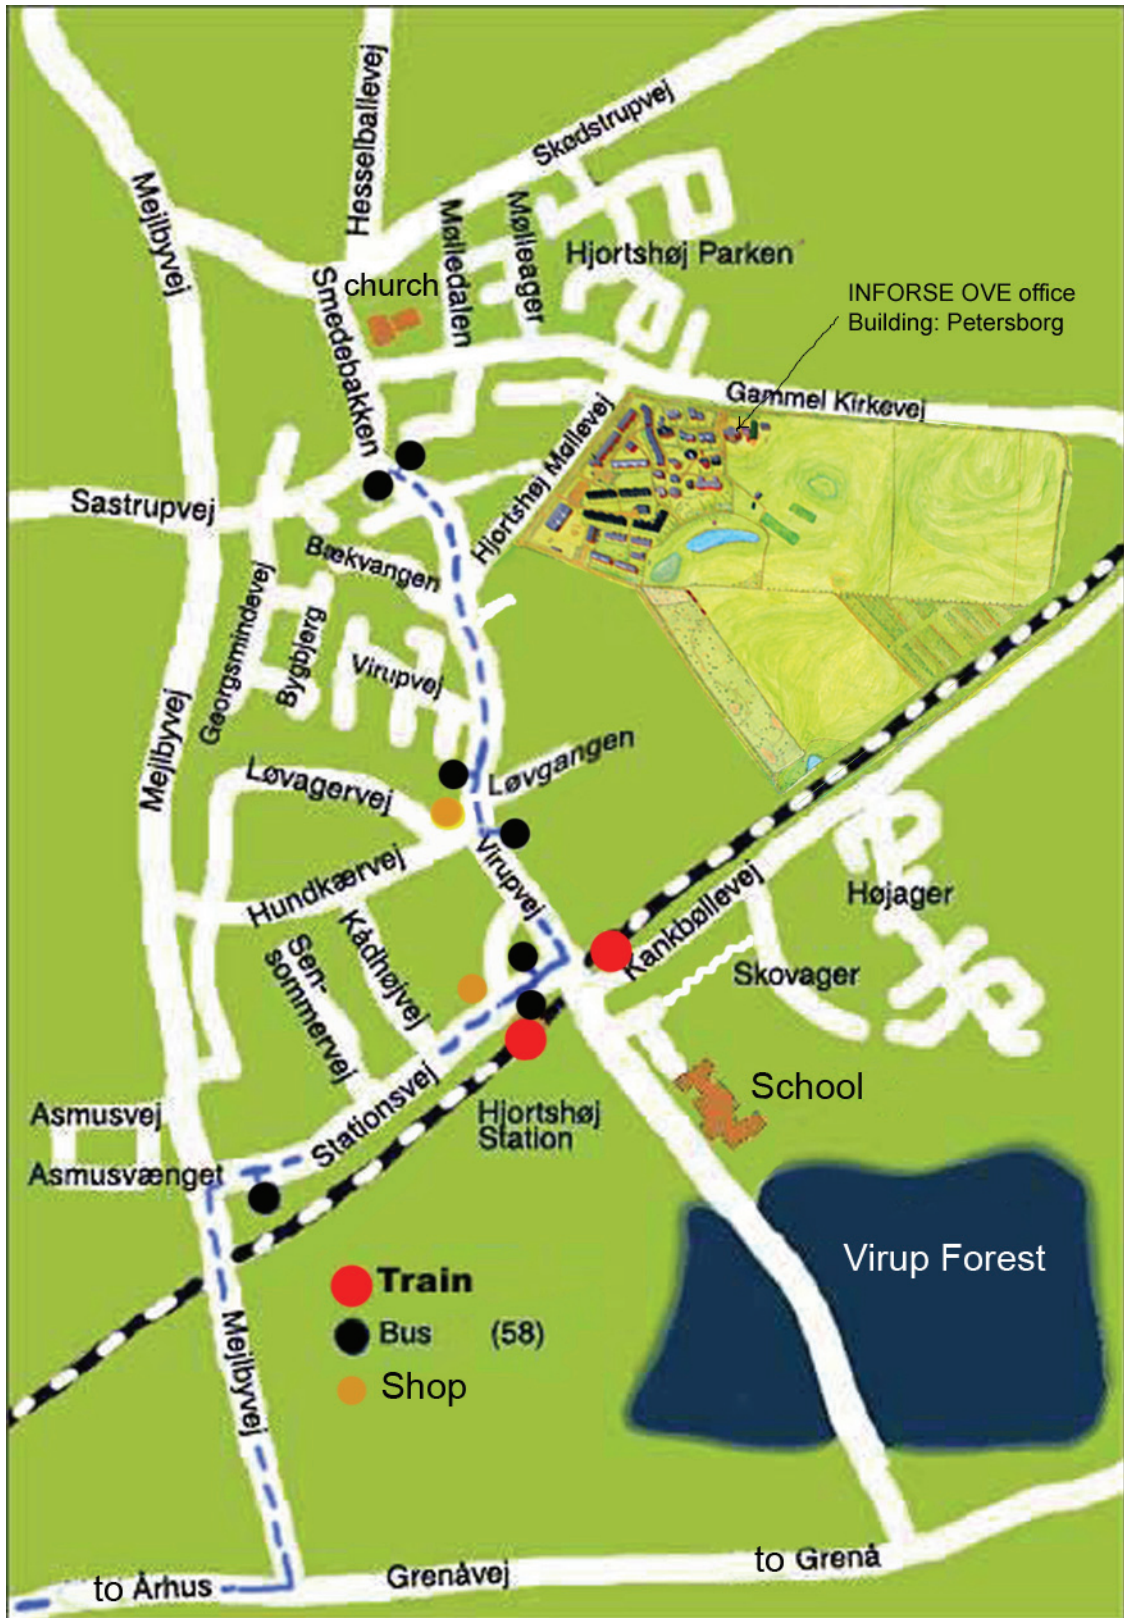 Mejlbyvej
Hesselballevej
Skødstrupvej
Mølledalen
Mølleager
Hjortshøj Parken
church
Smedebakken
INFORSE OVE office
Building: Petersborg
Gammel Kirkevej
Hjortshøj Møllevej
Sastrupvej
Bækvangen
Georgsmindevej
Bygbjerg
Virupvej
Mejlbyvej
Løvagervej
Løvgangen
Virupvej
Hundkærvej
Kådhøjvej
Sen-
sommervej
Kankbøllevej
Højager
Skovager
School
Stationsvej
Hjortshøj
Station
Asmusvej
Asmusvænget
Virup Forest
Train
Bus (58)
Shop
Mejlbyvej
to Århus
Grenåvej
to Grenå